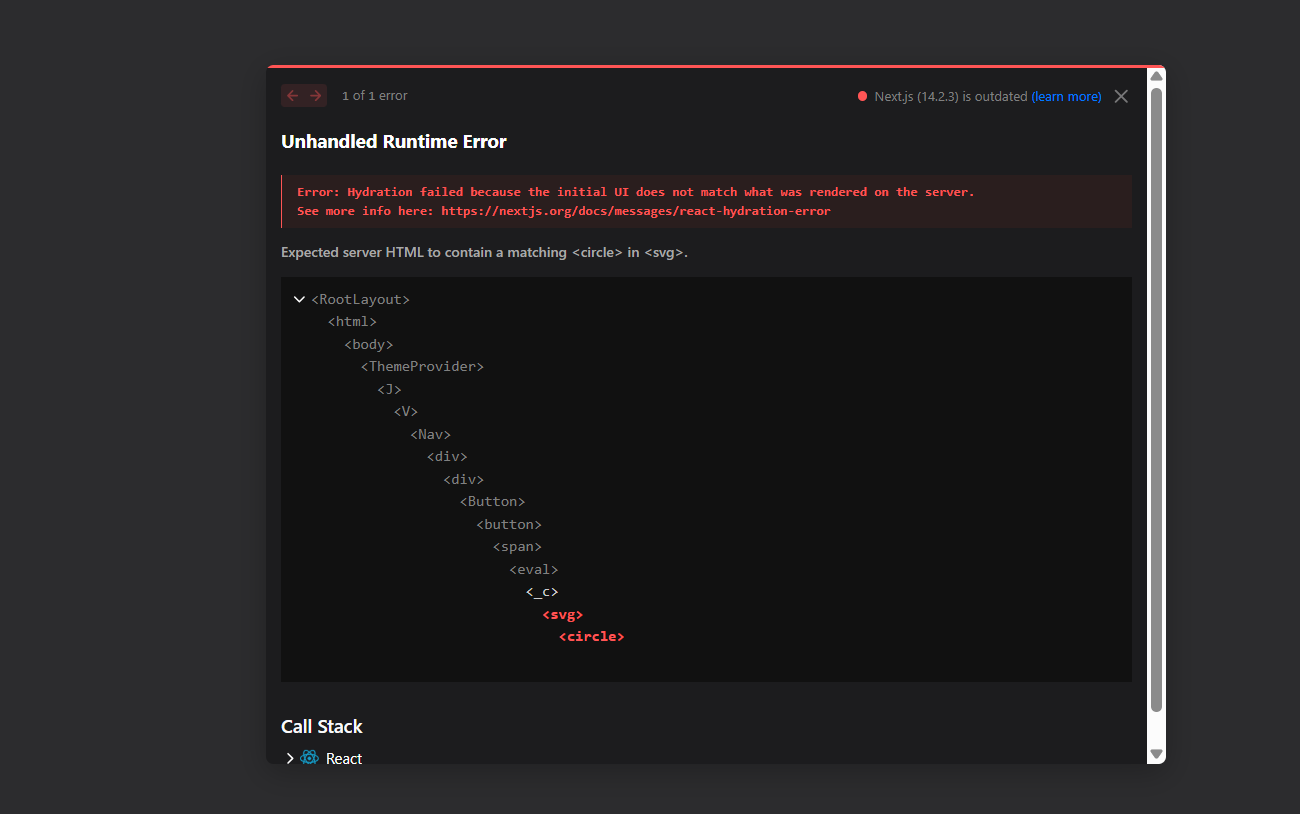 1 of 1 error
Next.js (14.2.3) is outdated (learn more)
Unhandled Runtime Error
Error: Hydration failed because the initial UI does not match what was rendered on the server.
See more info here: https://nextjs.org/docs/messages/react-hydration-error
Expected server HTML to contain a matching <circle> in <svg>.
<RootLayout>
<html>
<body>
<ThemeProvider>
<J>
<V>
<Nav>
<div>
<div>
<Button>
<button>
<span>
<eval>
<_c>
<svg>
<circle>
Call Stack
React